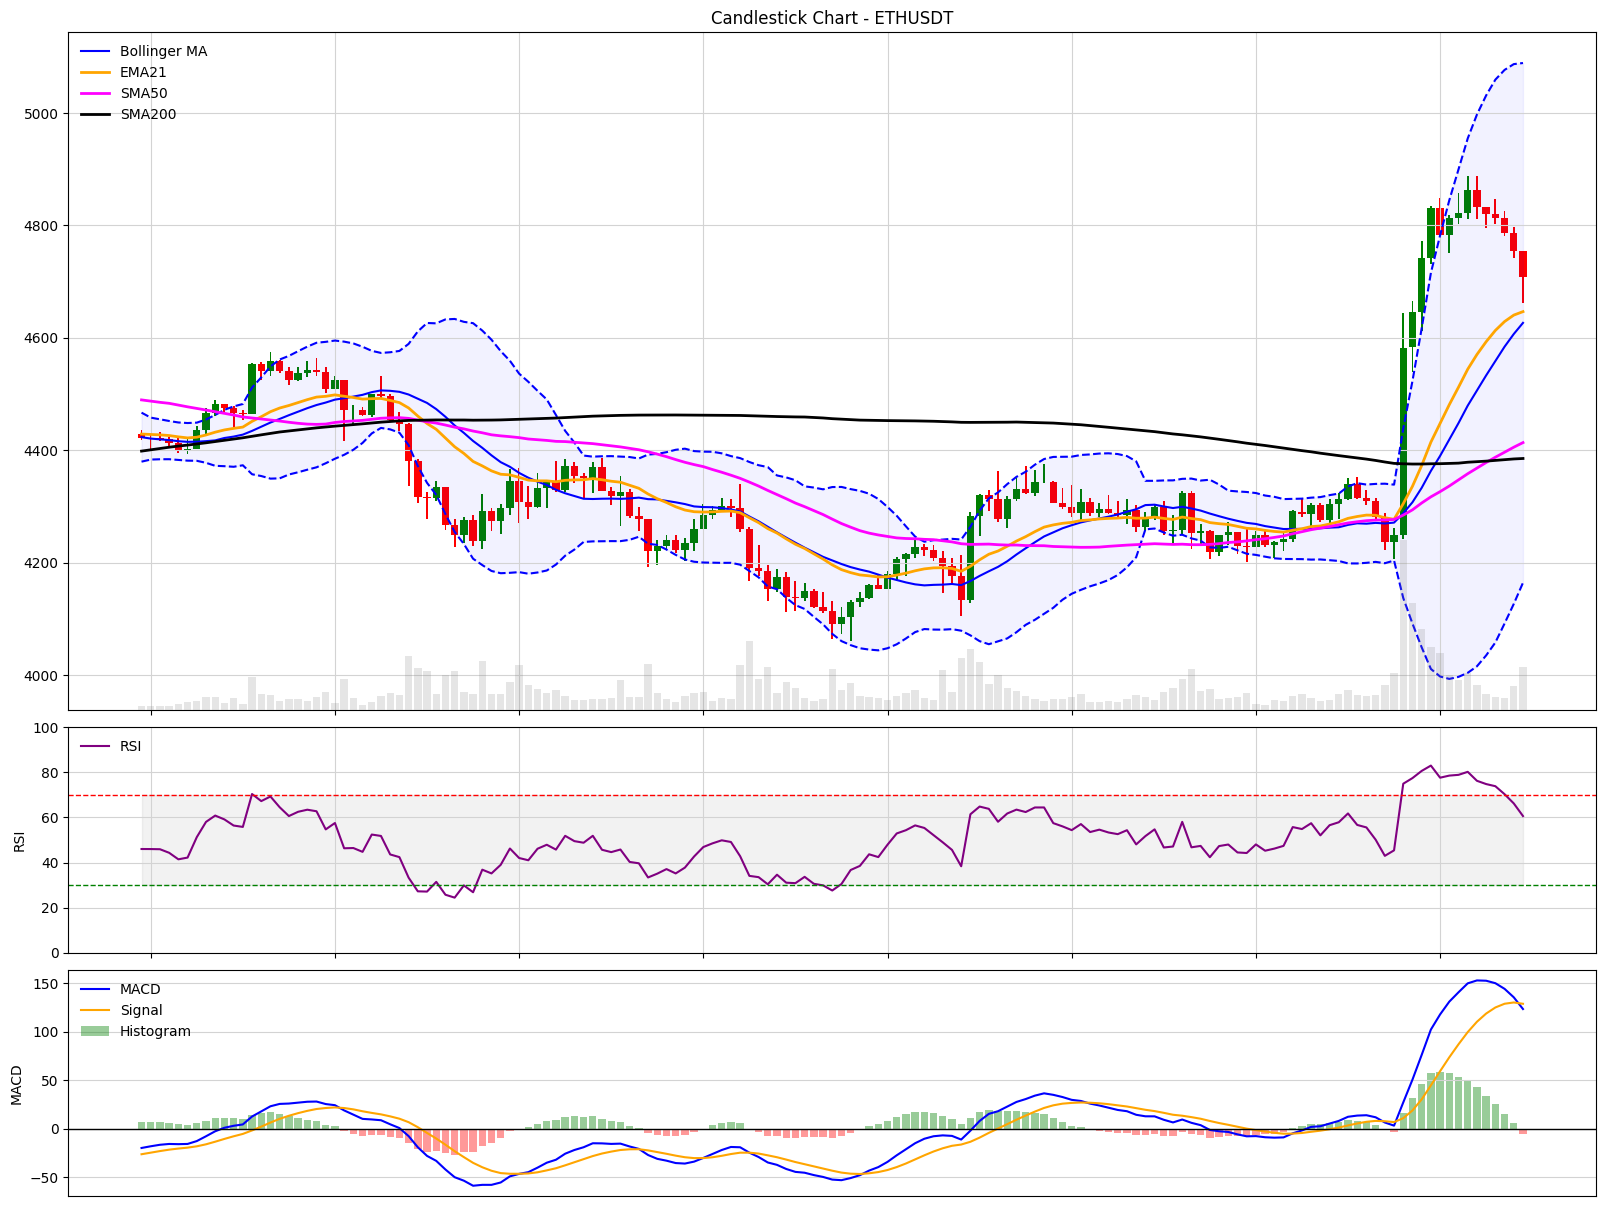 Candlestick Chart - ETHUSDT
Bollinger MA
EMA21
SMA50
SMA200
5000
4800
4600
4400
4200
4000
RSI
100
80
60
40
20
0
RSI
MACD
Signal
Histogram
150
100
50
0
−50
MACD